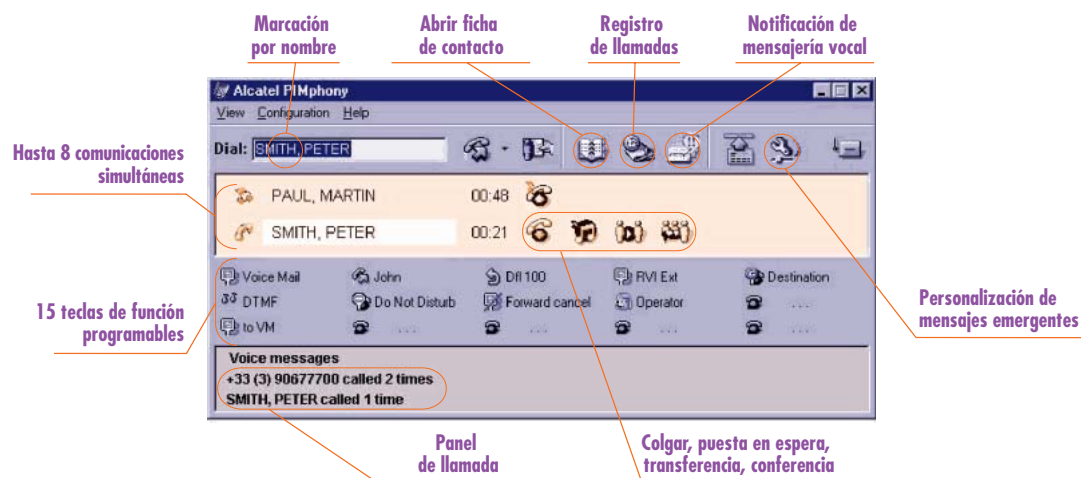 Marcación
por nombre
Abrir ficha
de contacto
Registro
de llamadas
Notificación de
mensajería vocal
Alcatel PIMphony
View Configuration Help
Dial: SMITH, PETER
Hasta 8 comunicaciones
simultáneas
PAUL, MARTIN 00:48
SMITH, PETER 00:21
Voice Mail John Dfl 100 RVI Ext Destination
DTMF Do Not Disturb Forward cancel Operator ...
to VM ... ... ... ...
15 teclas de función
programables
Personalización de
mensajes emergentes
Voice messages
+33 (3) 90677700 called 2 times
SMITH, PETER called 1 time
Panel
de llamada
Colgar, puesta en espera,
transferencia, conferencia